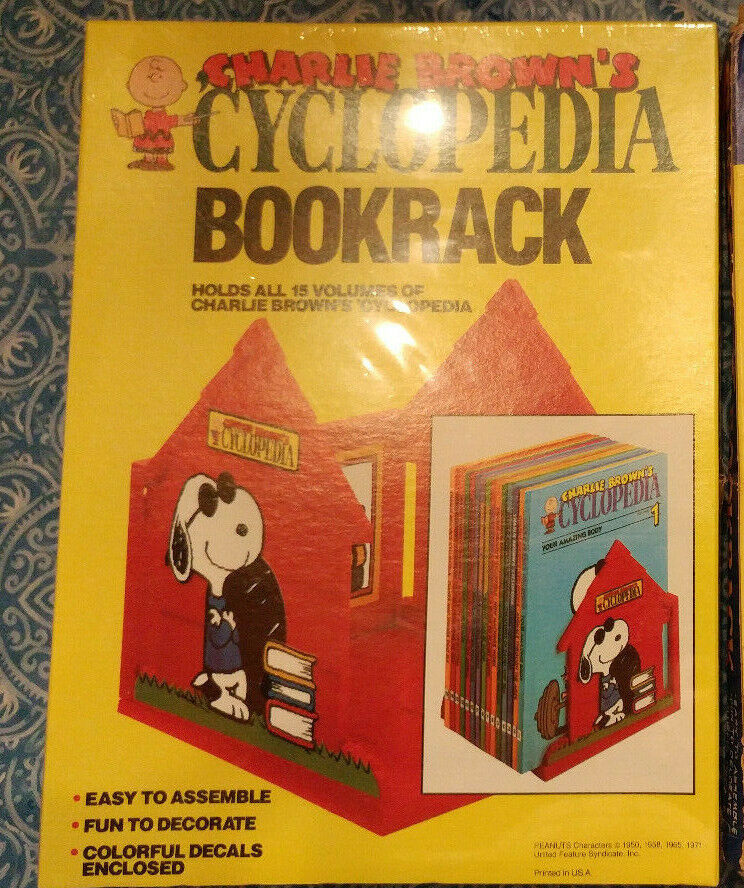 CHARLIE BROWN'S
'CYCLOPEDIA
BOOKRACK
HOLDS ALL 15 VOLUMES OF
CHARLIE BROWN'S 'CYCLOPEDIA
CYCLOPEDIA
CHARLIE BROWN'S
'CYCLOPEDIA
1
YOUR AMAZING BODY
CYCLOPEDIA
• EASY TO ASSEMBLE
• FUN TO DECORATE
• COLORFUL DECALS
ENCLOSED
PEANUTS Characters © 1950, 1958, 1965, 1971
United Feature Syndicate, Inc.
Printed in U.S.A.